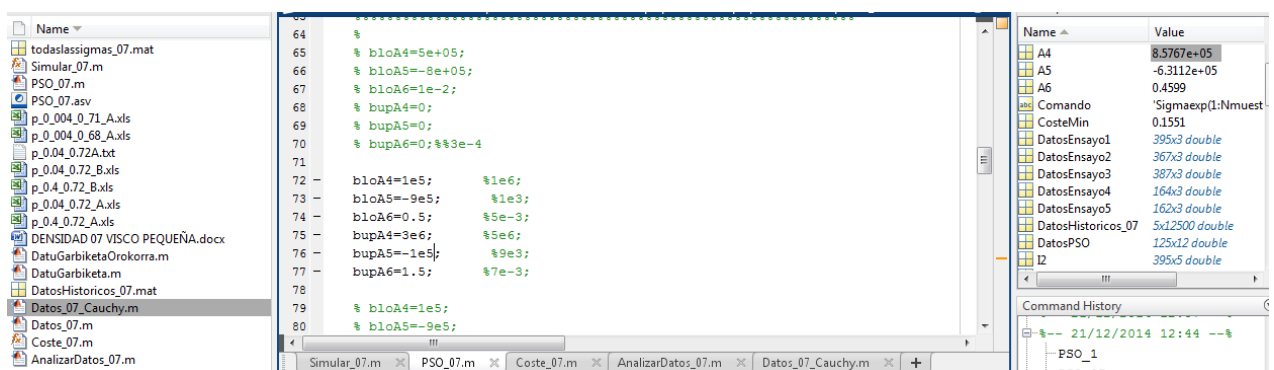 Name
todaslassigmas_07.mat
Simular_07.m
PSO_07.m
PSO_07.asv
p_0_004_0_71_A.xls
p_0_004_0_68_A.xls
p_0.04_0.72A.txt
p_0.04_0.72_B.xls
p_0.4_0.72_B.xls
p_0.04_0.72_A.xls
p_0.4_0.72_A.xls
DENSIDAD 07 VISCO PEQUEÑA.docx
DatuGarbiketaOrokorra.m
DatuGarbiketa.m
DatosHistoricos_07.mat
Datos_07_Cauchy.m
Datos_07.m
Coste_07.m
AnalizarDatos_07.m
64 %
65 % bloA4=5e+05;
66 % bloA5=-8e+05;
67 % bloA6=1e-2;
68 % bupA4=0;
69 % bupA5=0;
70 % bupA6=0;%%3e-4
71
72 - bloA4=1e5; %1e6;
73 - bloA5=-9e5; %1e3;
74 - bloA6=0.5; %5e-3;
75 - bupA4=3e6; %5e6;
76 - bupA5=-1e5; %9e3;
77 - bupA6=1.5; %7e-3;
78
79 % bloA4=1e5;
80 % bloA5=-9e5;
Simular_07.m PSO_07.m Coste_07.m AnalizarDatos_07.m Datos_07_Cauchy.m +
Name Value
A4 8.5767e+05
A5 -6.3112e+05
A6 0.4599
abc Comando 'Sigmaexp(1:Nmuest
CosteMin 0.1551
DatosEnsayo1 395x3 double
DatosEnsayo2 367x3 double
DatosEnsayo3 387x3 double
DatosEnsayo4 164x3 double
DatosEnsayo5 162x3 double
DatosHistoricos_07 5x12500 double
DatosPSO 125x12 double
I2 395x5 double
Command History
%-- 21/12/2014 12:44 --%
PSO_1